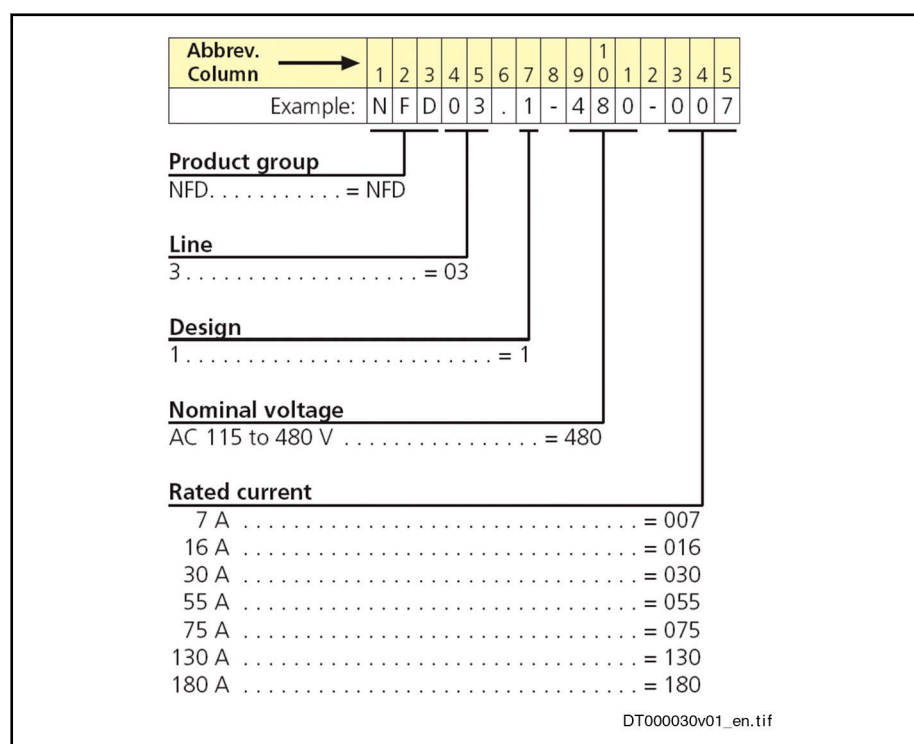 Abbrev.
Column 1 2 3 4 5 6 7 8 9 10 1 2 3 4 5
Example: N F D 0 3 . 1 - 4 8 0 - 0 0 7
Product group
NFD. . . . . . . . . . . = NFD
Line
3 . . . . . . . . . . . . . . . . . . . = 03
Design
1 . . . . . . . . . . . . . . . . . . . . . . . . . = 1
Nominal voltage
AC 115 to 480 V . . . . . . . . . . . . . . . . = 480
Rated current
7 A . . . . . . . . . . . . . . . . . . . . . . . . . . . . . . . . = 007
16 A . . . . . . . . . . . . . . . . . . . . . . . . . . . . . . . . = 016
30 A . . . . . . . . . . . . . . . . . . . . . . . . . . . . . . . . = 030
55 A . . . . . . . . . . . . . . . . . . . . . . . . . . . . . . . . = 055
75 A . . . . . . . . . . . . . . . . . . . . . . . . . . . . . . . . = 075
130 A . . . . . . . . . . . . . . . . . . . . . . . . . . . . . . . . = 130
180 A . . . . . . . . . . . . . . . . . . . . . . . . . . . . . . . . = 180
DT000030v01_en.tif